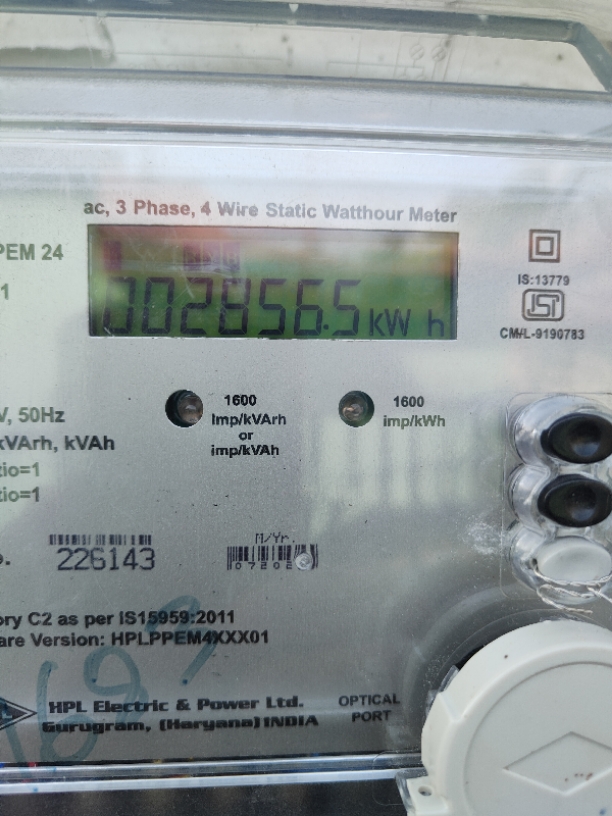 ac, 3 Phase, 4 Wire Static Watthour Meter
PEM 24
1
002856.5 kW h
IS:13779
CM/L-9190783
1600
Imp/kVArh
or
imp/kVAh
1600
imp/kWh
V, 50Hz
kVArh, kVAh
tio=1
tio=1
226143
M/Yr.
ory C2 as per IS15959:2011
are Version: HPLPPEM4XXX01
HPL Electric & Power Ltd.
Gurugram, (Haryana) INDIA
OPTICAL
PORT